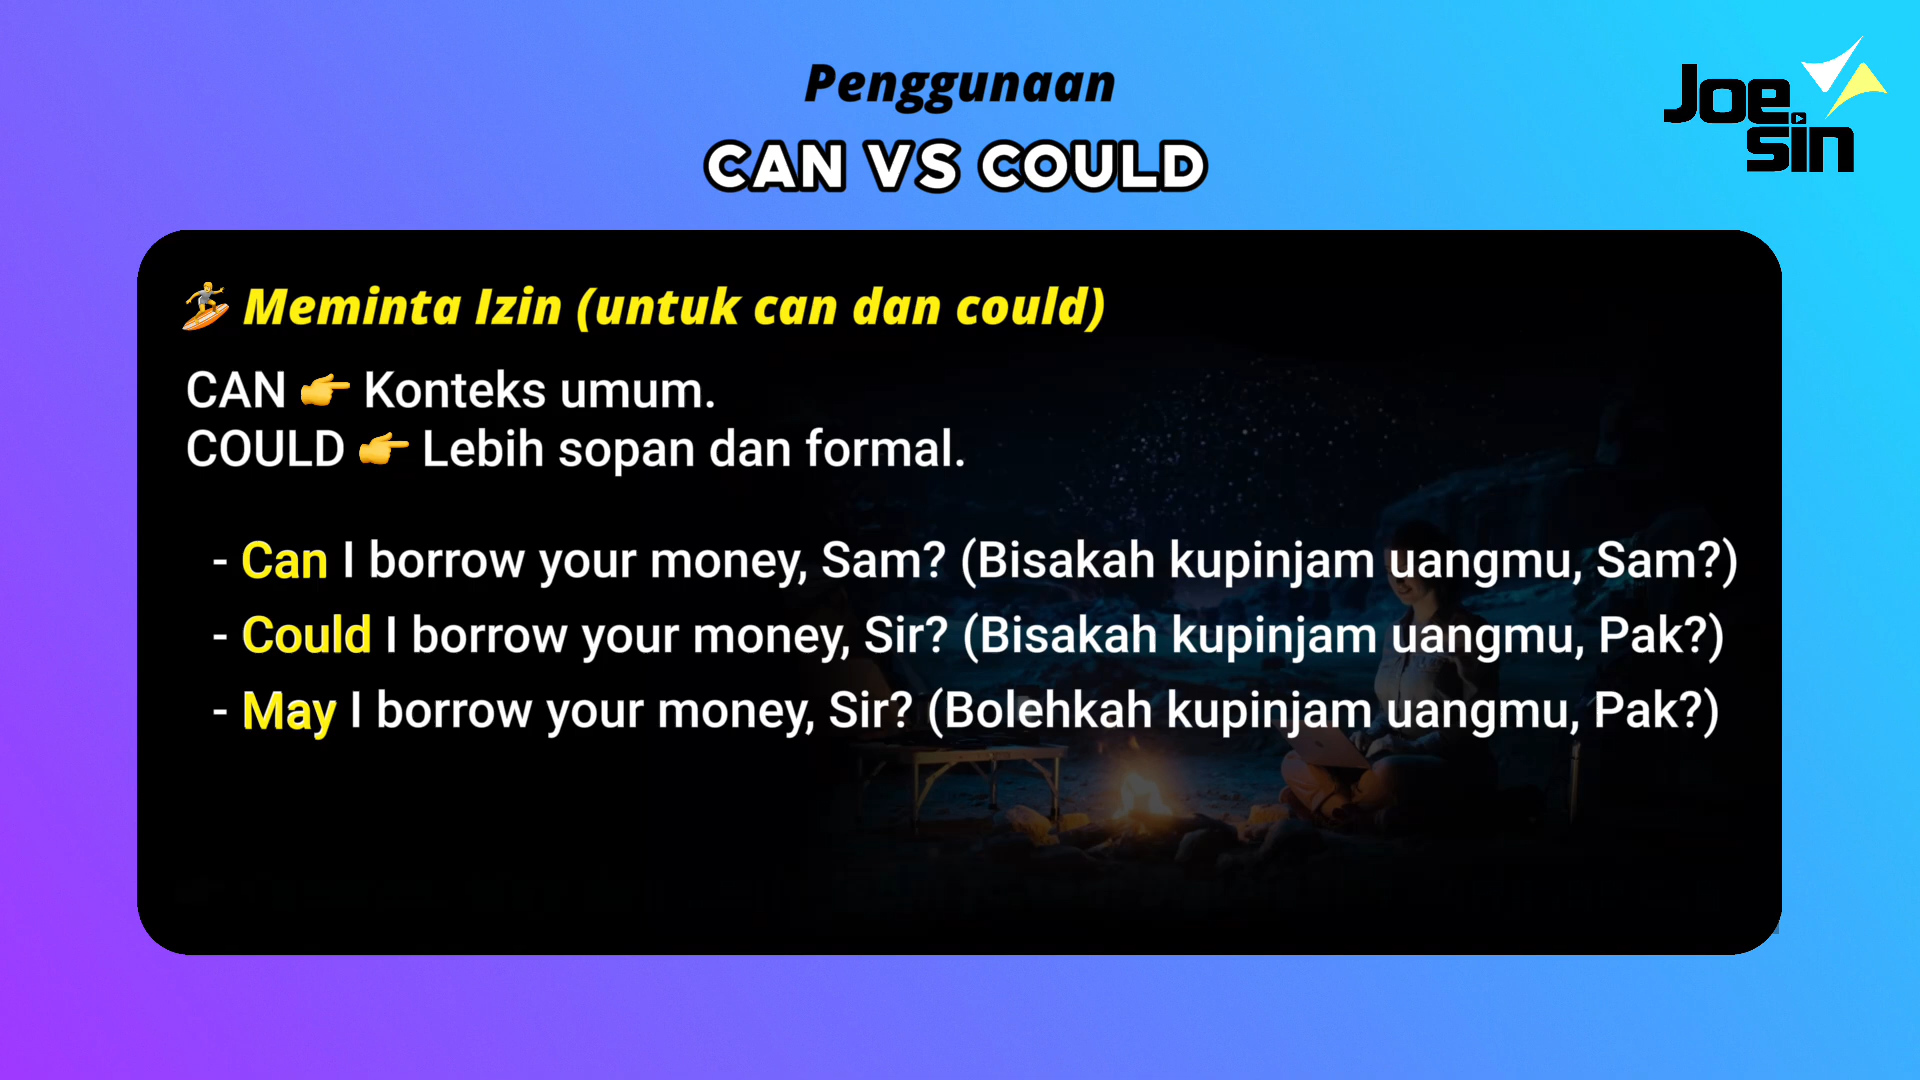 Penggunaan
CAN VS COULD
Joe
sin
🏄 Meminta Izin (untuk can dan could)
CAN 👉 Konteks umum.
COULD 👉 Lebih sopan dan formal.
- Can I borrow your money, Sam? (Bisakah kupinjam uangmu, Sam?)
- Could I borrow your money, Sir? (Bisakah kupinjam uangmu, Pak?)
- May I borrow your money, Sir? (Bolehkah kupinjam uangmu, Pak?)